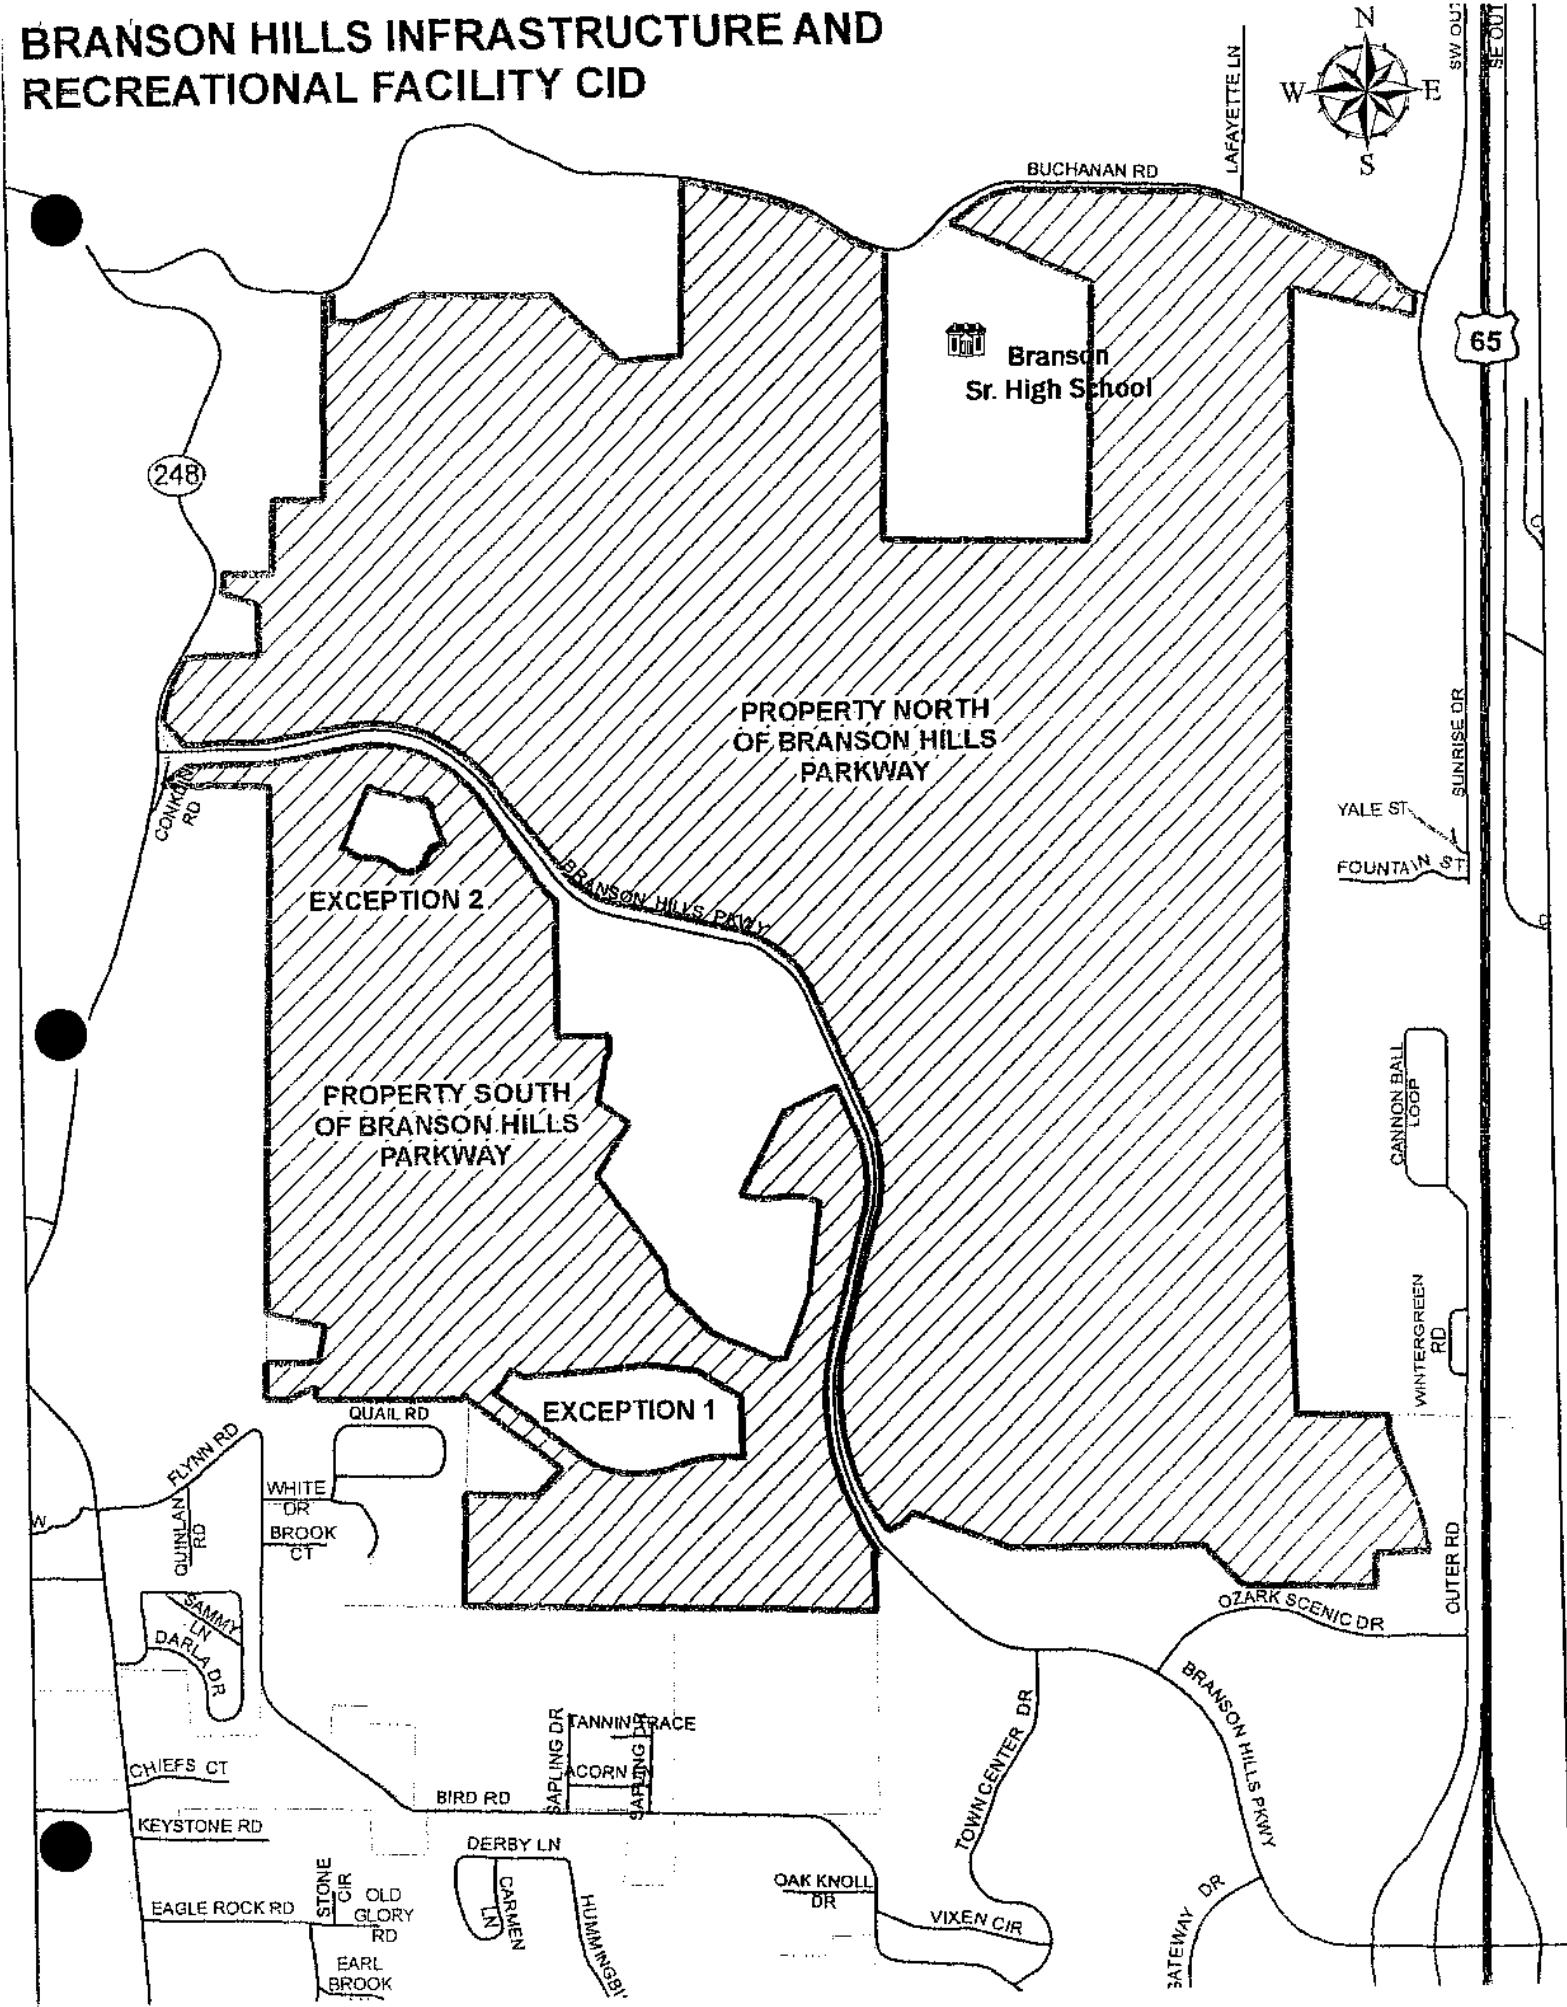 BRANSON HILLS INFRASTRUCTURE AND
RECREATIONAL FACILITY CID
N
W
E
S
LAFAYETTE LN
SW OUT
SE OUT
BUCHANAN RD
65
Branson
Sr. High School
248
PROPERTY NORTH
OF BRANSON HILLS
PARKWAY
SUNRISE DR
YALE ST
FOUNTAIN ST
CONKLIN
RD
EXCEPTION 2
BRANSON HILLS PKWY
CANNON BALL
LOOP
PROPERTY SOUTH
OF BRANSON HILLS
PARKWAY
WINTERGREEN
RD
EXCEPTION 1
QUAIL RD
FLYNN RD
WHITE
DR
W
QUINLAN
RD
BROOK
CT
OUTER RD
SAMMY
LN
DARLA DR
OZARK SCENIC DR
BRANSON HILLS PKWY
TOWN CENTER DR
SAPLING DR
TANNIN TRACE
SAPLING DR
ACORN LN
CHIEFS CT
BIRD RD
KEYSTONE RD
DERBY LN
STONE
CIR
OLD
GLORY
RD
EAGLE ROCK RD
CARMEN
LN
HUMMINGBI
OAK KNOLL
DR
VIXEN CIR
GATEWAY DR
EARL
BROOK